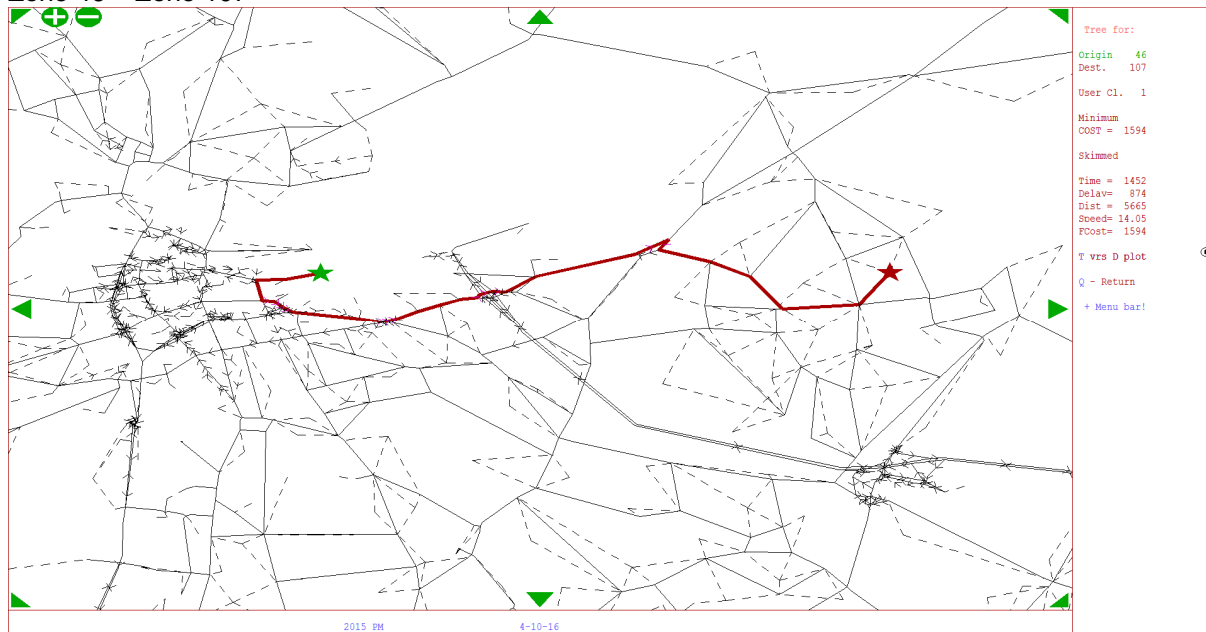 Tree for:
Origin 46
Dest. 107
User Cl. 1
Minimum
COST = 1594
Skimmed
Time = 1452
Delay= 874
Dist = 5665
Speed= 14.05
FCost= 1594
T vrs D plot
Q - Return
+ Menu bar!
2015 PM 4-10-16